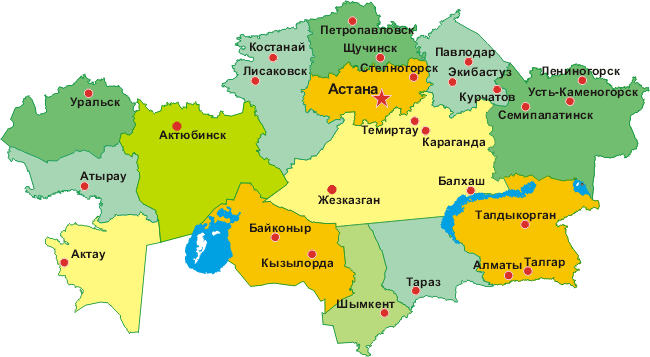 Петропавловск
Костанай
Щучинск
Павлодар
Лисаковск
Степногорск
Экибастуз
Лениногорск
Уральск
Астана
Курчатов
Усть-Каменогорск
Семипалатинск
Актюбинск
Темиртау
Караганда
Атырау
Балхаш
Жезказган
Талдыкорган
Байконыр
Актау
Кызылорда
Алматы
Талгар
Тараз
Шымкент